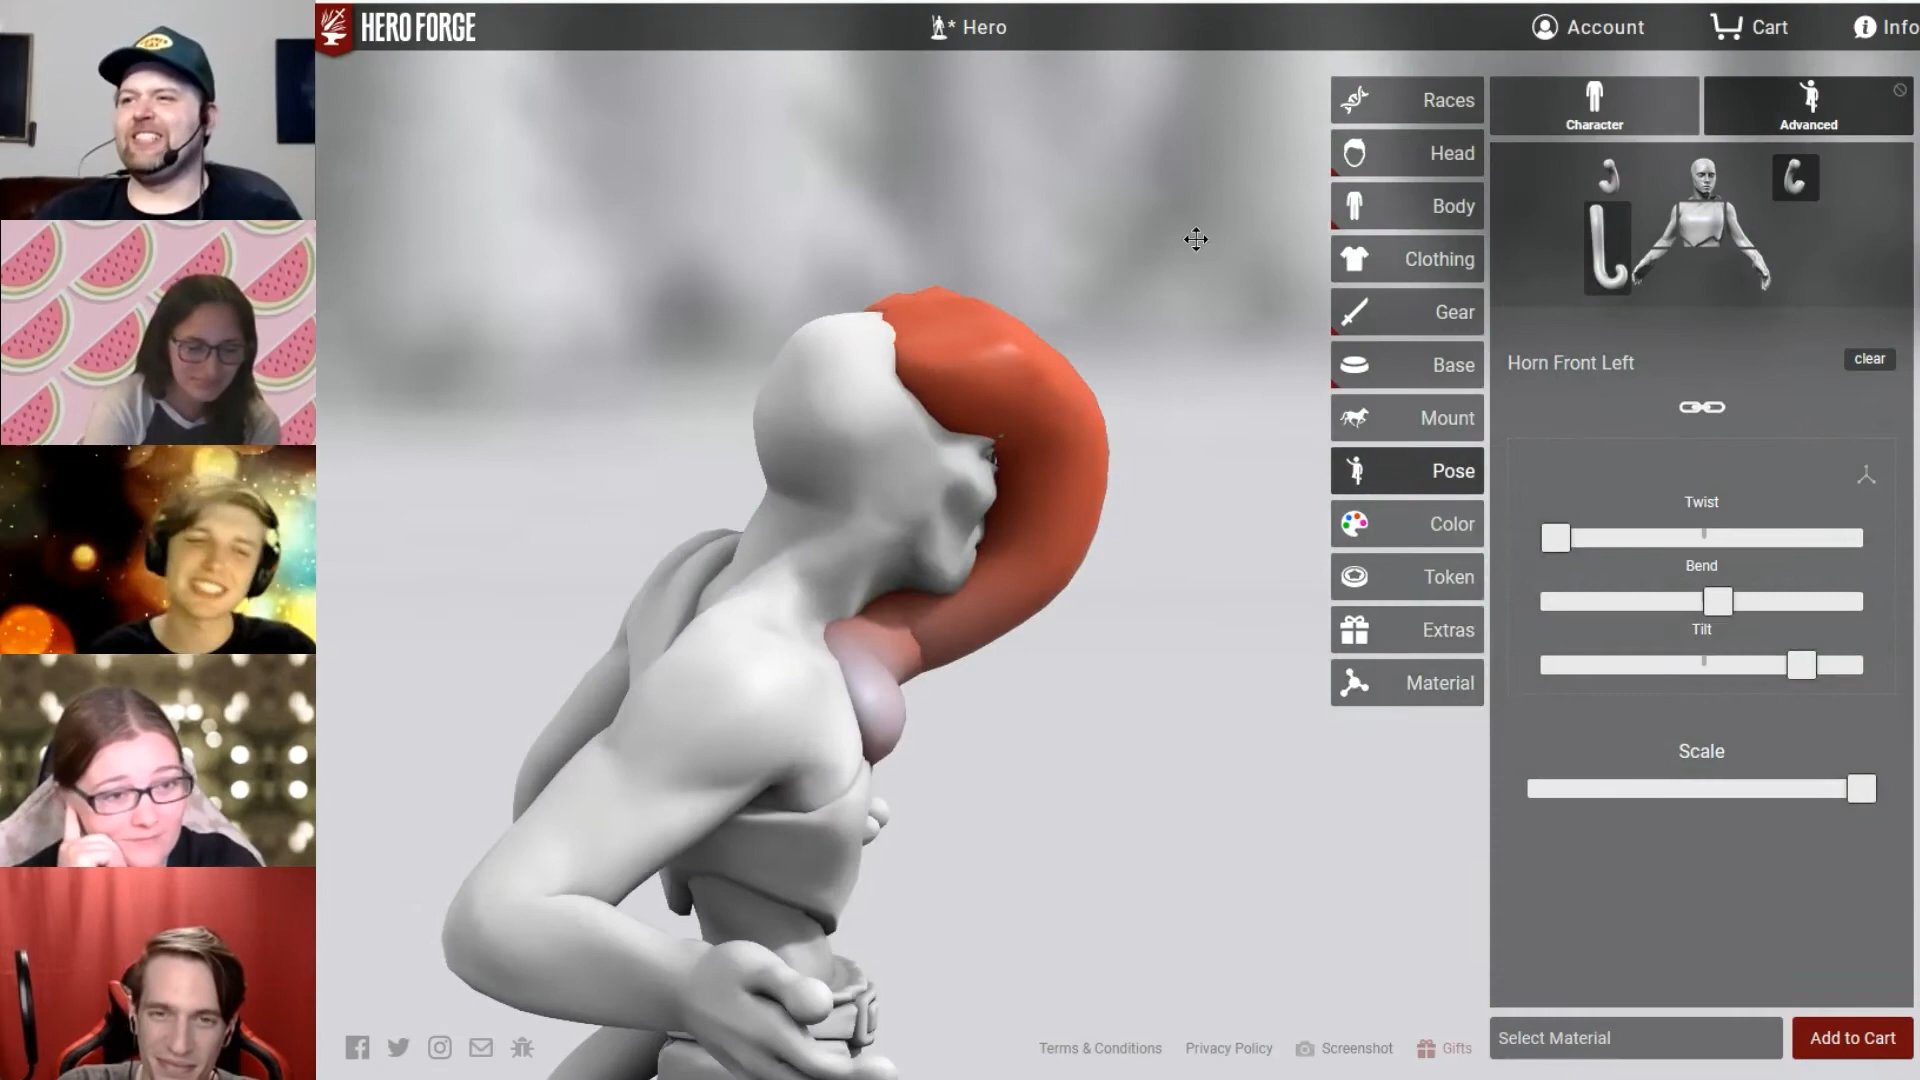 HERO FORGE
* Hero
Account
Cart
Info
Races
Head
Body
Clothing
Gear
Base
Mount
Pose
Color
Token
Extras
Material
Character
Advanced
Horn Front Left
clear
Twist
Bend
Tilt
Scale
Terms & Conditions
Privacy Policy
Screenshot
Gifts
Select Material
Add to Cart